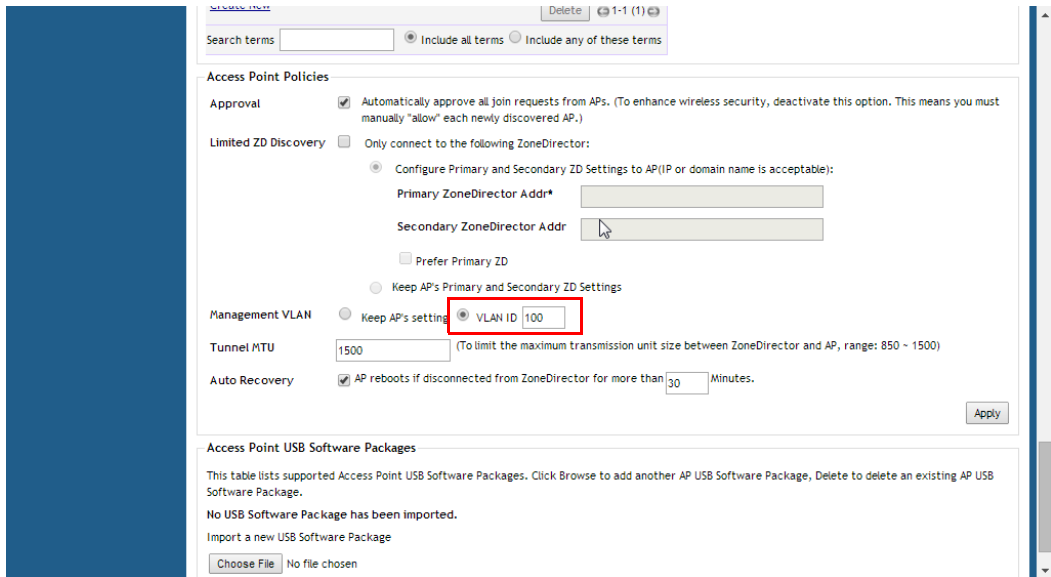 Create New
Delete 1-1 (1)
Search terms Include all terms Include any of these terms
Access Point Policies
Approval Automatically approve all join requests from APs. (To enhance wireless security, deactivate this option. This means you must
manually "allow" each newly discovered AP.)
Limited ZD Discovery Only connect to the following ZoneDirector:
Configure Primary and Secondary ZD Settings to AP(IP or domain name is acceptable):
Primary ZoneDirector Addr*
Secondary ZoneDirector Addr
Prefer Primary ZD
Keep AP's Primary and Secondary ZD Settings
Management VLAN Keep AP's setting VLAN ID 100
Tunnel MTU 1500 (To limit the maximum transmission unit size between ZoneDirector and AP, range: 850 ~ 1500)
Auto Recovery AP reboots if disconnected from ZoneDirector for more than 30 Minutes.
Apply
Access Point USB Software Packages
This table lists supported Access Point USB Software Packages. Click Browse to add another AP USB Software Package, Delete to delete an existing AP USB
Software Package.
No USB Software Package has been imported.
Import a new USB Software Package
Choose File No file chosen